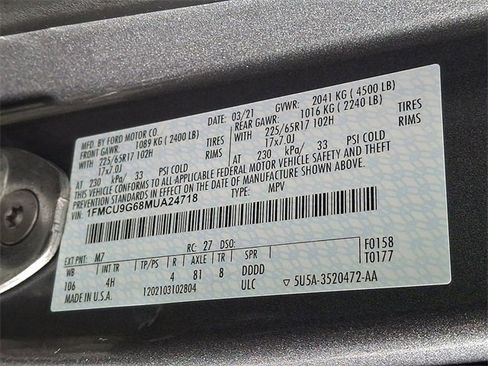 MFD. BY FORD MOTOR CO. DATE: 03/21 GVWR: 2041 KG ( 4500 LB)
FRONT GAWR: 1089 KG ( 2400 LB) REAR GAWR: 1016 KG ( 2240 LB)
WITH 225/65R17 102H TIRES WITH 225/65R17 102H TIRES
17x7.0J RIMS 17x7.0J RIMS
AT 230 kPa/ 33 PSI COLD AT 230 kPa/ 33 PSI COLD
THIS VEHICLE CONFORMS TO ALL APPLICABLE FEDERAL MOTOR VEHICLE SAFETY AND THEFT
PREVENTION STANDARDS IN EFFECT ON THE DATE OF MANUFACTURE SHOWN ABOVE.
VIN: 1FMCU9G68MUA24718 TYPE: MPV
EXT PNT: M7 RC: 27 DSO: F0158
WB INT TR TP/PS R AXLE TR SPR T0177
106 4H 4 81 8 DDDD
MADE IN U.S.A. 1202103102804 ULC 5U5A-3520472-AA